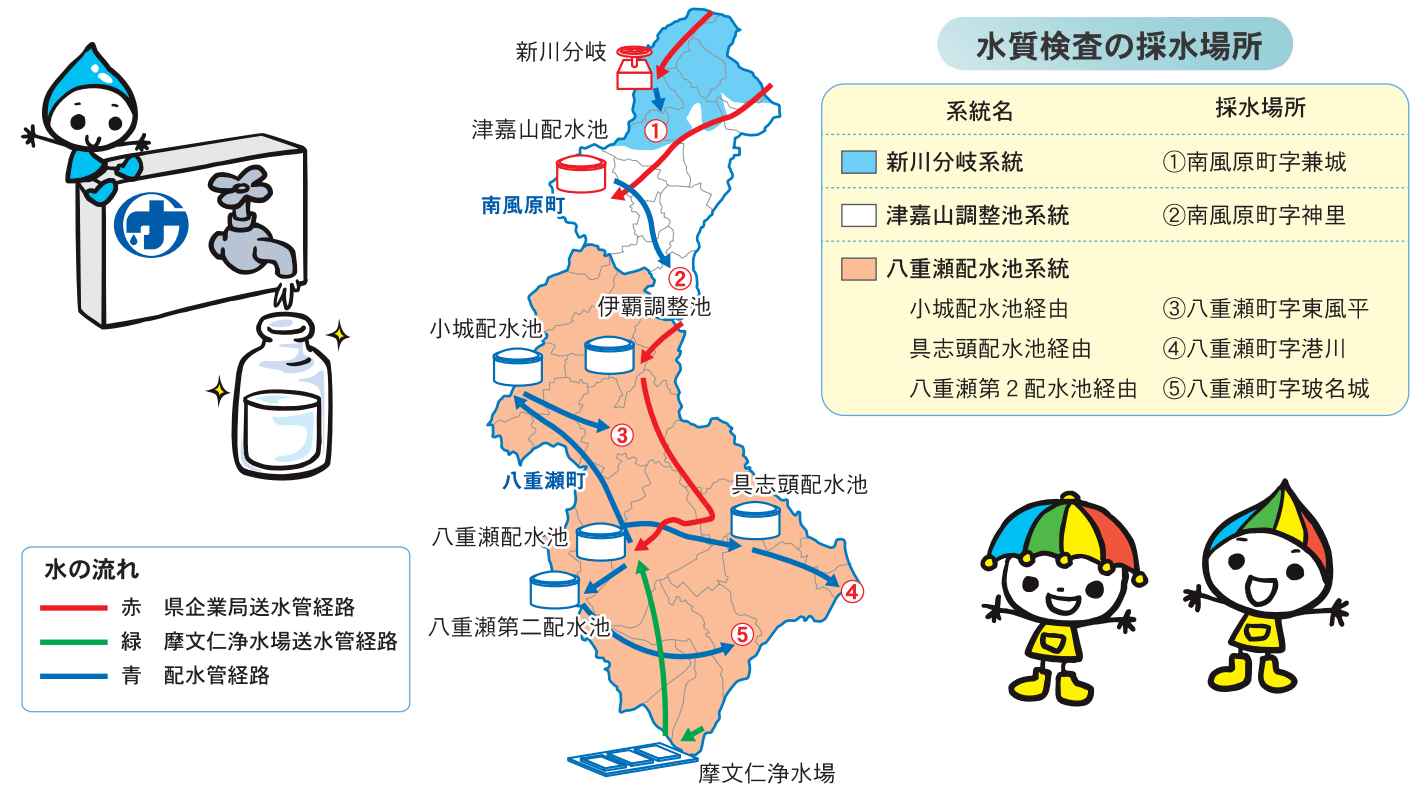 水質検査の採水場所
系統名 採水場所
新川分岐系統 ①南風原町字兼城
津嘉山調整池系統 ②南風原町字神里
八重瀬配水池系統
小城配水池経由 ③八重瀬町字東風平
具志頭配水池経由 ④八重瀬町字港川
八重瀬第２配水池経由 ⑤八重瀬町字玻名城
新川分岐
①
津嘉山配水池
南風原町
②
伊覇調整池
小城配水池
③
八重瀬町
具志頭配水池
八重瀬配水池
④
八重瀬第二配水池
⑤
摩文仁浄水場
水の流れ
赤 県企業局送水管経路
緑 摩文仁浄水場送水管経路
青 配水管経路